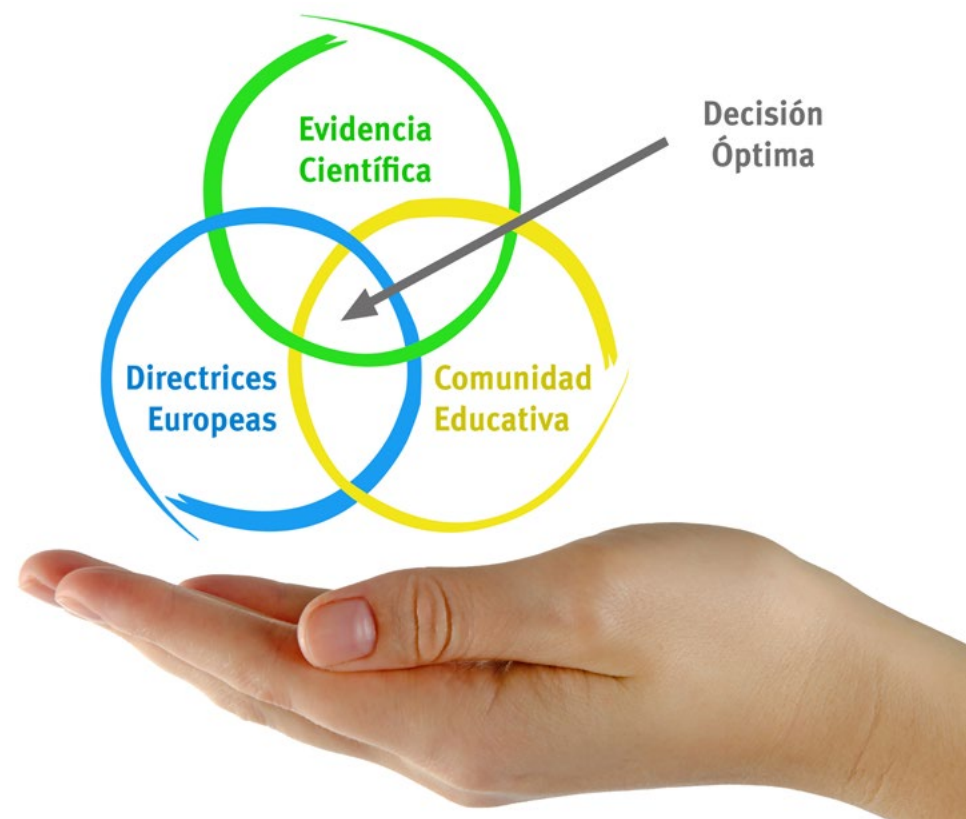 Evidencia
Científica
Decisión
Óptima
Directrices
Europeas
Comunidad
Educativa